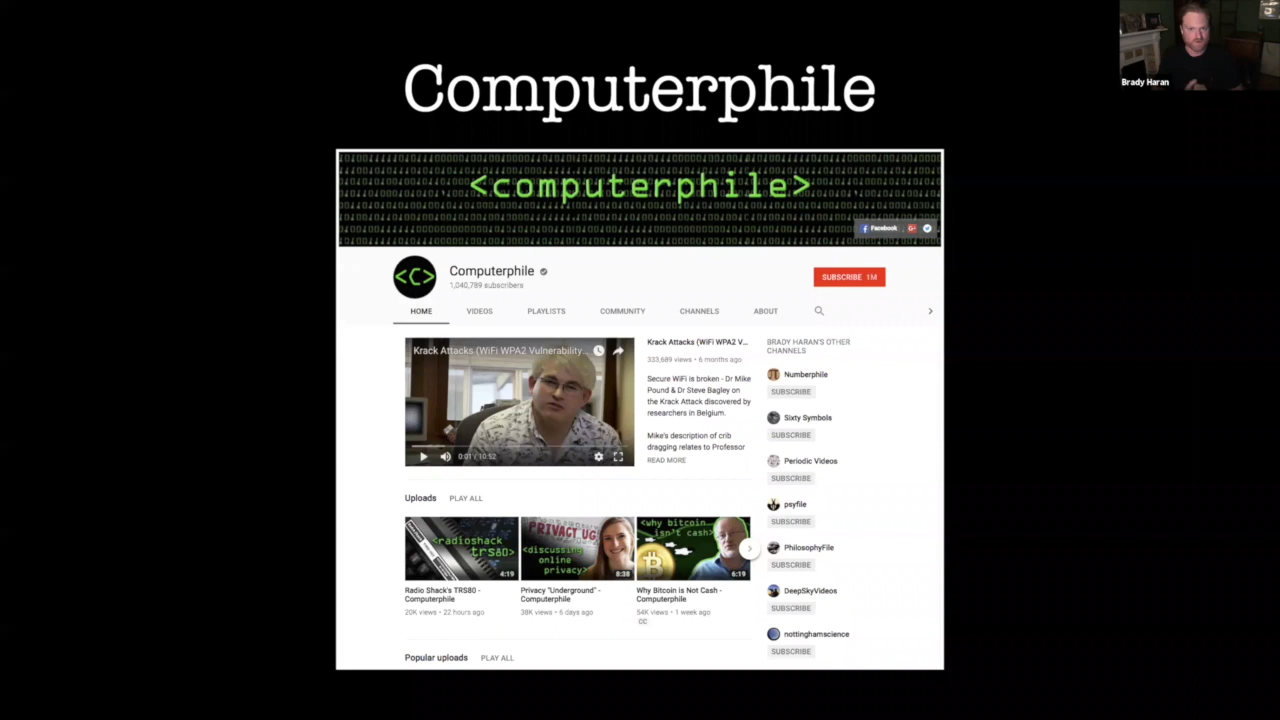 Computerphile
Brady Haran
<computerphile>
Facebook
G+
<C>
Computerphile
1,040,789 subscribers
SUBSCRIBE 1M
HOME
VIDEOS
PLAYLISTS
COMMUNITY
CHANNELS
ABOUT
Krack Attacks (WiFi WPA2 Vulnerability...
0:01 / 10:52
Krack Attacks (WiFi WPA2 V...
333,689 views • 6 months ago
Secure WiFi is broken - Dr Mike
Pound & Dr Steve Bagley on
the Krack Attack discovered by
researchers in Belgium.
Mike's description of crib
dragging relates to Professor
READ MORE
BRADY HARAN'S OTHER
CHANNELS
Numberphile
SUBSCRIBE
Sixty Symbols
SUBSCRIBE
Periodic Videos
SUBSCRIBE
psyfile
SUBSCRIBE
PhilosophyFile
SUBSCRIBE
DeepSkyVideos
SUBSCRIBE
nottinghamscience
SUBSCRIBE
Uploads
PLAY ALL
<radioshack
trs80>
4:19
Radio Shack's TRS80 -
Computerphile
20K views • 22 hours ago
PRIVACY UG
<discussing
online
privacy>
8:38
Privacy "Underground" -
Computerphile
38K views • 6 days ago
<why bitcoin
isn't cash>
6:19
Why Bitcoin is Not Cash -
Computerphile
54K views • 1 week ago
CC
Popular uploads
PLAY ALL